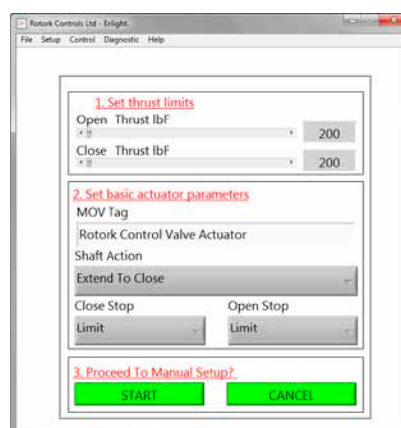 Rotork Controls Ltd - Enlight.
File Setup Control Diagnostic Help
1. Set thrust limits
Open Thrust lbF
200
Close Thrust lbF
200
2. Set basic actuator parameters
MOV Tag
Rotork Control Valve Actuator
Shaft Action
Extend To Close
Close Stop Open Stop
Limit Limit
3. Proceed To Manual Setup?
START CANCEL